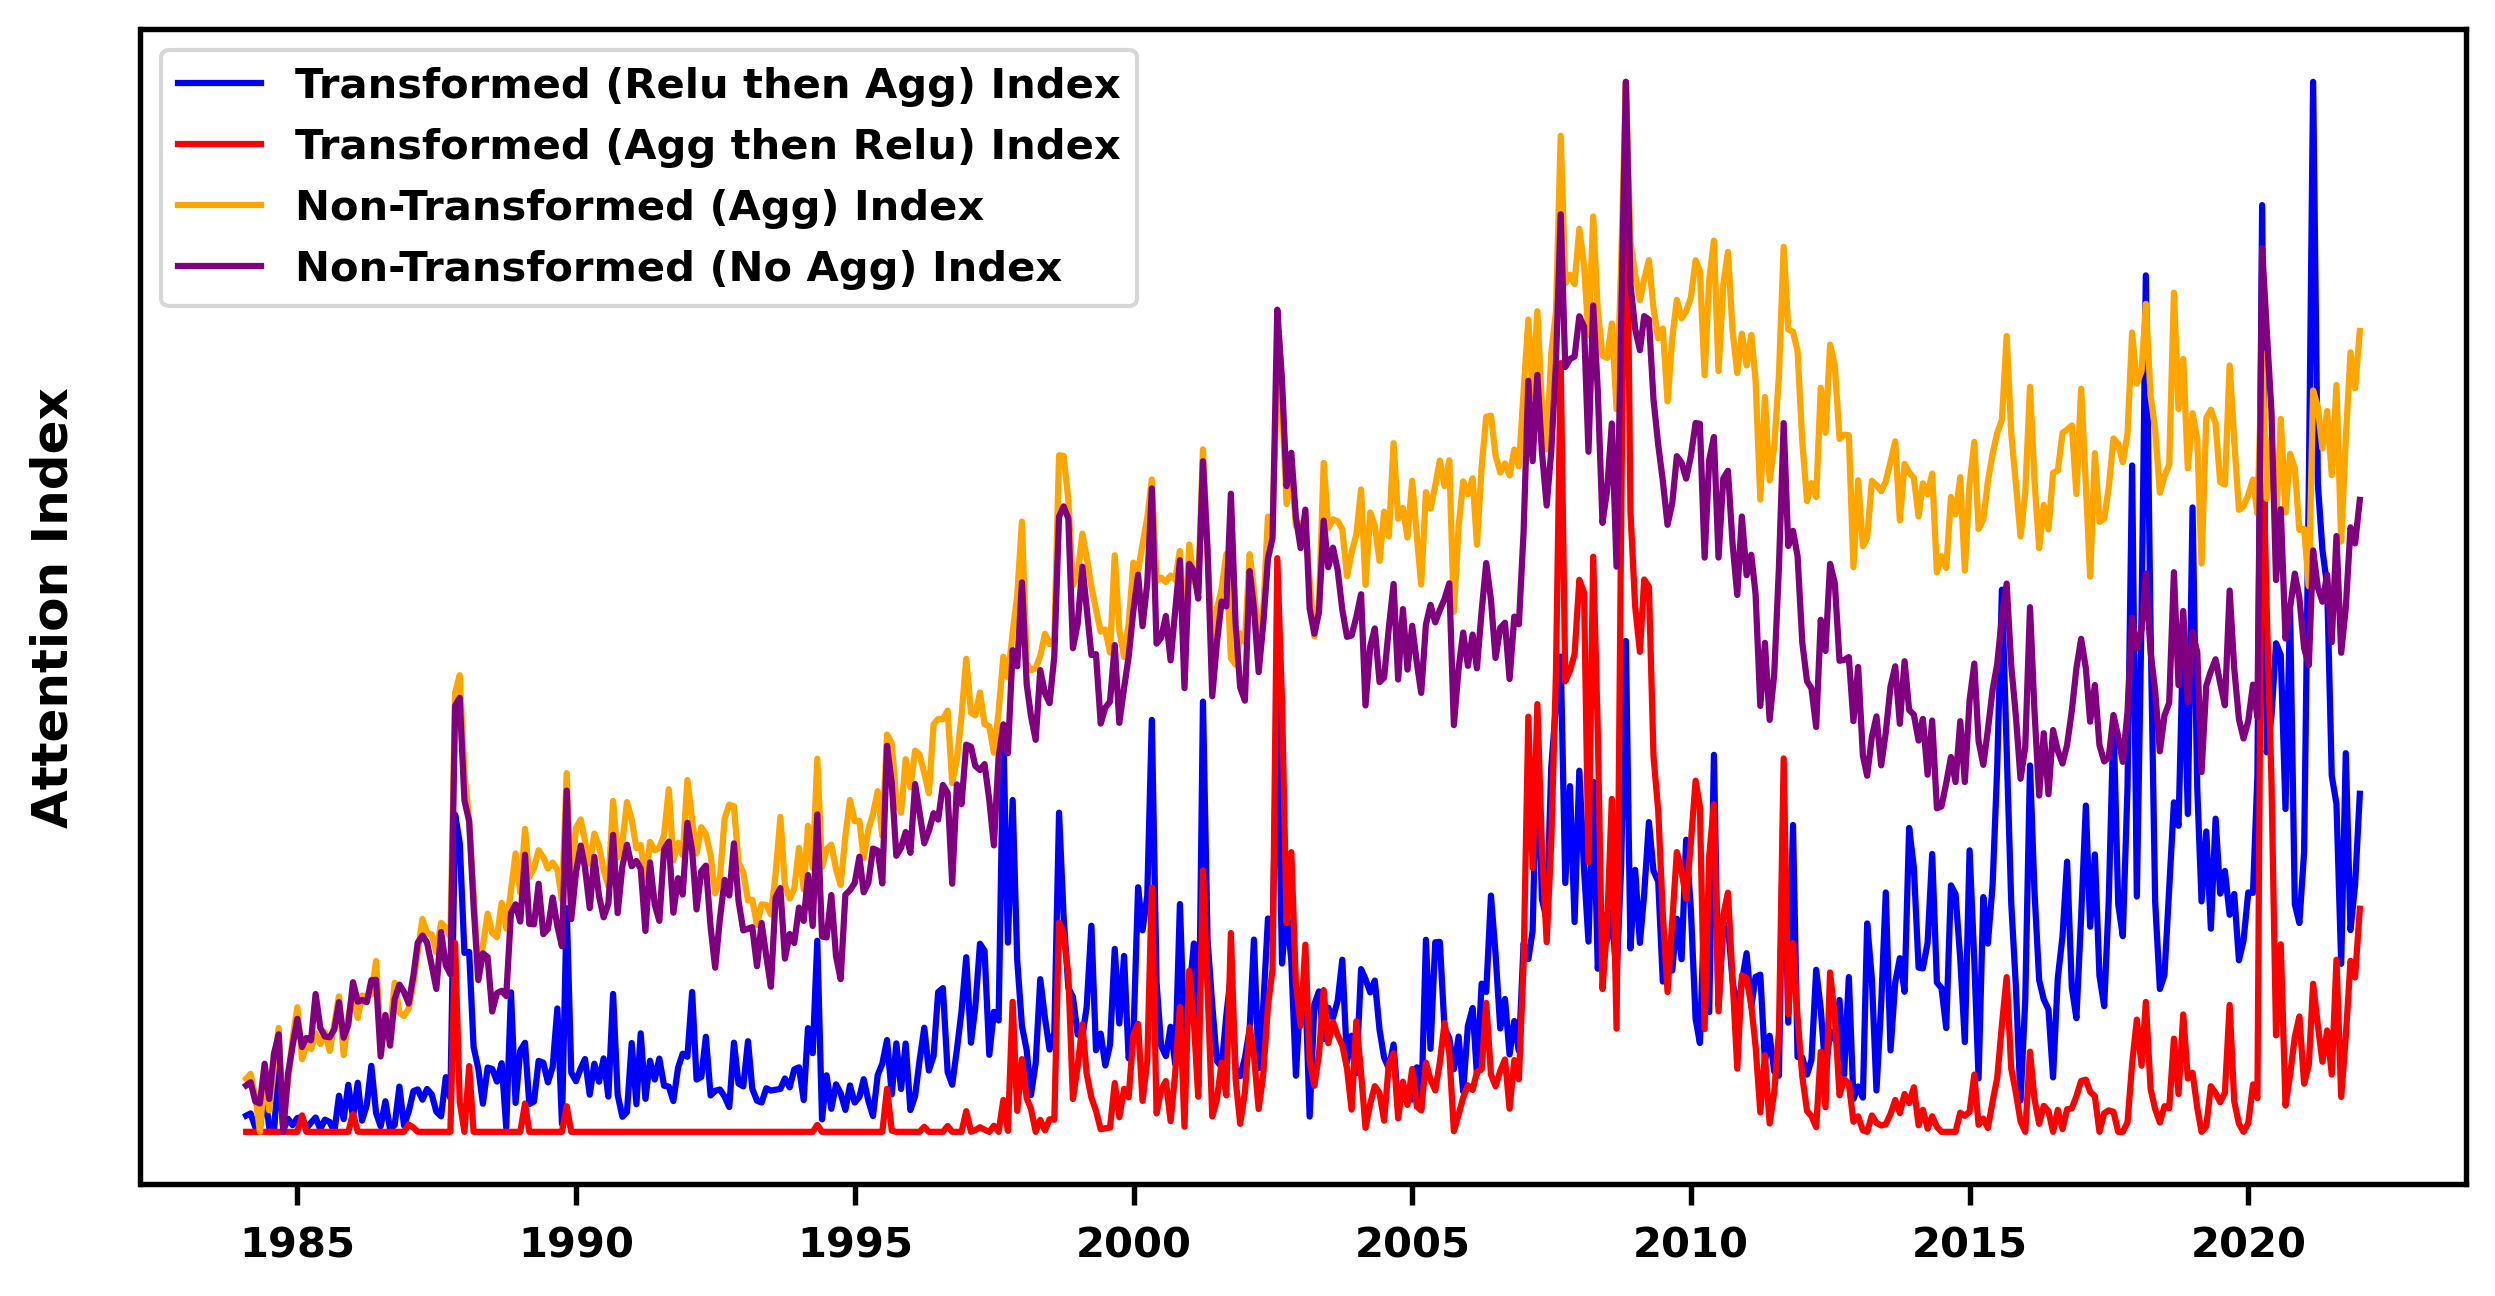 Transformed (Relu then Agg) Index
Transformed (Agg then Relu) Index
Non-Transformed (Agg) Index
Non-Transformed (No Agg) Index
Attention Index
1985 1990 1995 2000 2005 2010 2015 2020